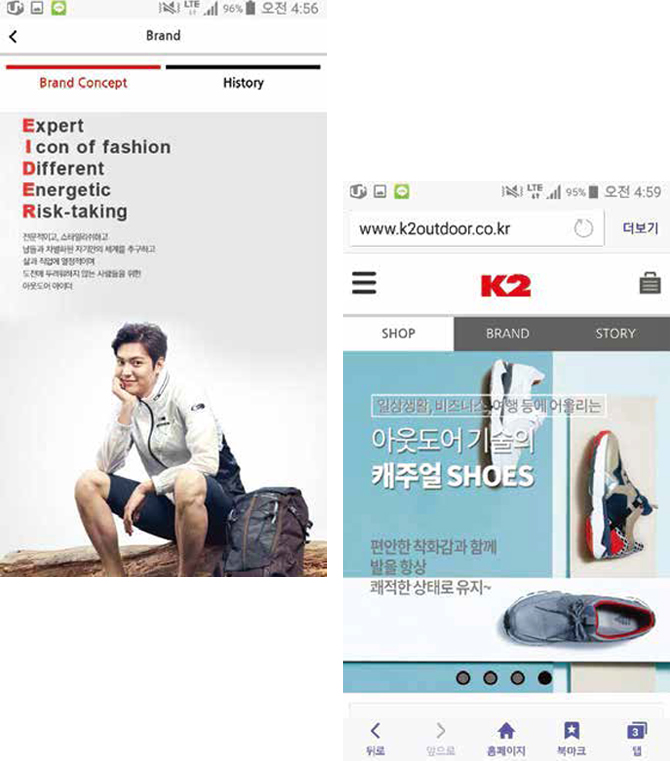 LTE 96% 오전 4:56
Brand
Brand Concept History
Expert
Icon of fashion
Different
Energetic
Risk-taking
전문적이고, 스타일리쉬하고
남들과 차별화된 자기만의 세계를 추구하고
삶과 직업에 열정적이며
도전에 두려워하지 않는 사람들을 위한
아웃도어 아이더
LTE 95% 오전 4:59
www.k2outdoor.co.kr 더보기
K2
SHOP BRAND STORY
일상생활, 비즈니스, 여행 등에 어울리는
아웃도어 기술의
캐주얼 SHOES
편안한 착화감과 함께
발을 항상
쾌적한 상태로 유지~
3
뒤로 앞으로 홈페이지 북마크 탭